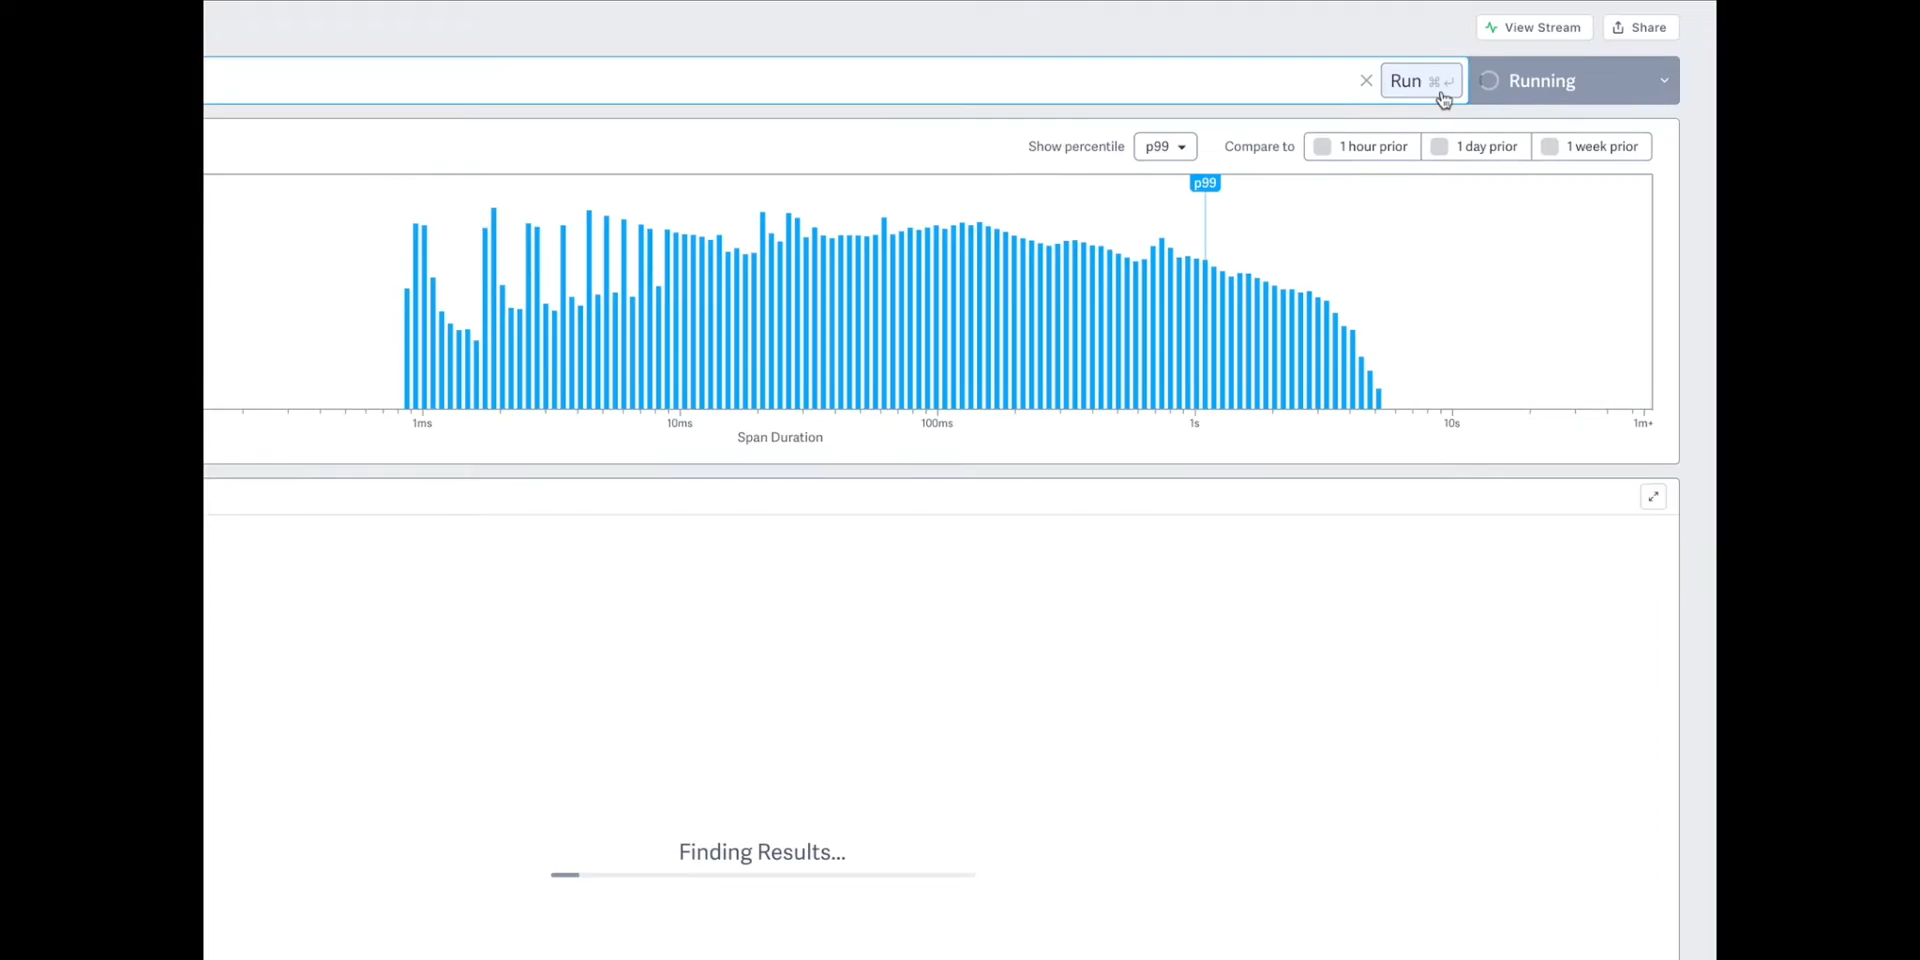 View Stream
Share
Run ⌘↵
Running
Show percentile
p99
Compare to
1 hour prior
1 day prior
1 week prior
p99
1ms
10ms
100ms
1s
10s
1m+
Span Duration
Finding Results...